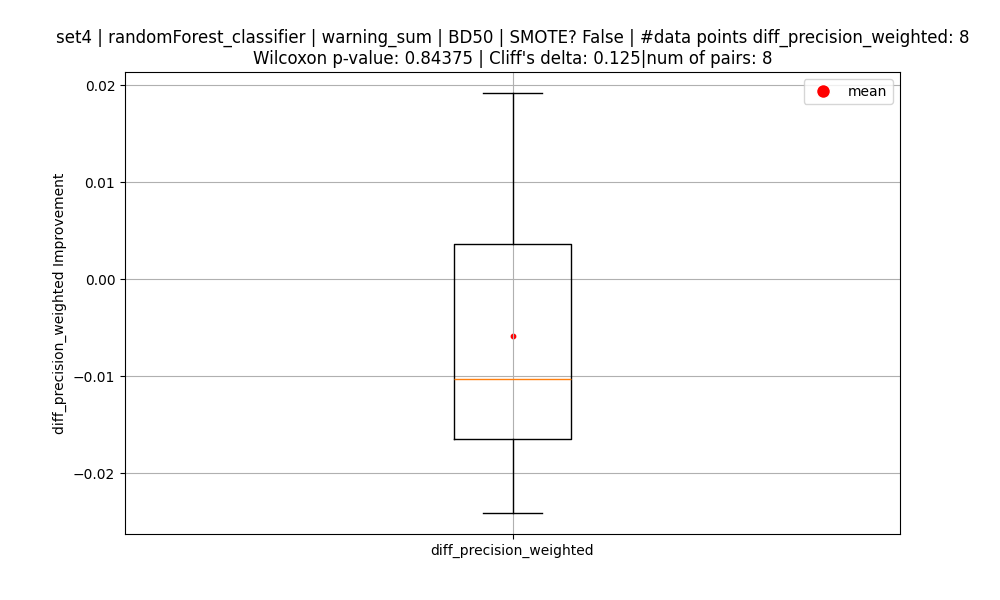 set4 | randomForest_classifier | warning_sum | BD50 | SMOTE? False | #data points diff_precision_weighted: 8
Wilcoxon p-value: 0.84375 | Cliff's delta: 0.125|num of pairs: 8
mean
0.02
0.01
0.00
−0.01
−0.02
diff_precision_weighted Improvement
diff_precision_weighted